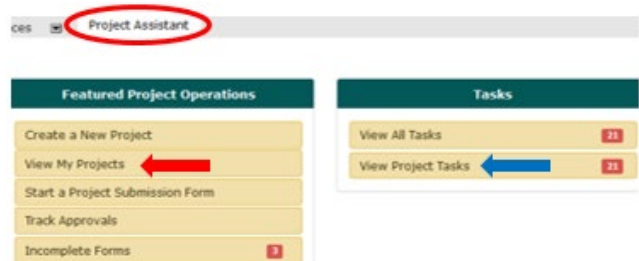 ces Project Assistant
Featured Project Operations
Create a New Project
View My Projects
Start a Project Submission Form
Track Approvals
Incomplete Forms 3
Tasks
View All Tasks 21
View Project Tasks 21